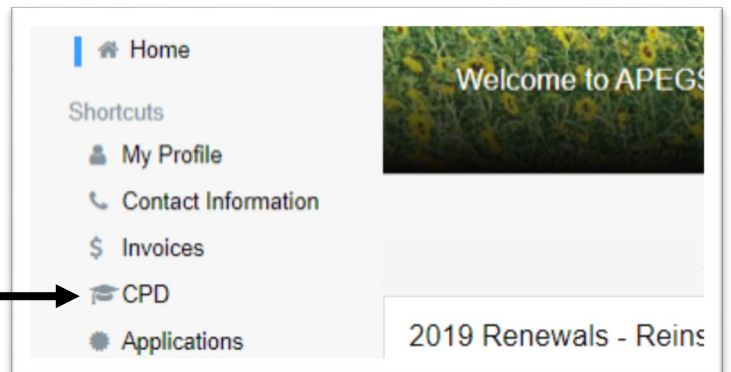 Home
Shortcuts
My Profile
Contact Information
$ Invoices
CPD
Applications
Welcome to APEGS
2019 Renewals - Reins